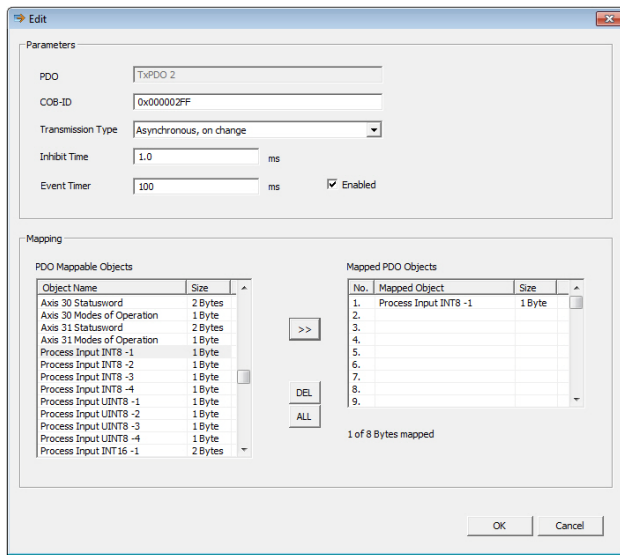 Edit
Parameters
PDO TxPDO 2
COB-ID 0x000002FF
Transmission Type Asynchronous, on change
Inhibit Time 1.0 ms
Event Timer 100 ms Enabled
Mapping
PDO Mappable Objects
Object Name Size
Axis 30 Statusword 2 Bytes
Axis 30 Modes of Operation 1 Byte
Axis 31 Statusword 2 Bytes
Axis 31 Modes of Operation 1 Byte
Process Input INT8 -1 1 Byte
Process Input INT8 -2 1 Byte
Process Input INT8 -3 1 Byte
Process Input INT8 -4 1 Byte
Process Input UINT8 -1 1 Byte
Process Input UINT8 -2 1 Byte
Process Input UINT8 -3 1 Byte
Process Input UINT8 -4 1 Byte
Process Input INT16 -1 2 Bytes
>>
DEL
ALL
Mapped PDO Objects
No. Mapped Object Size
1. Process Input INT8 -1 1 Byte
2.
3.
4.
5.
6.
7.
8.
9.
1 of 8 Bytes mapped
OK Cancel